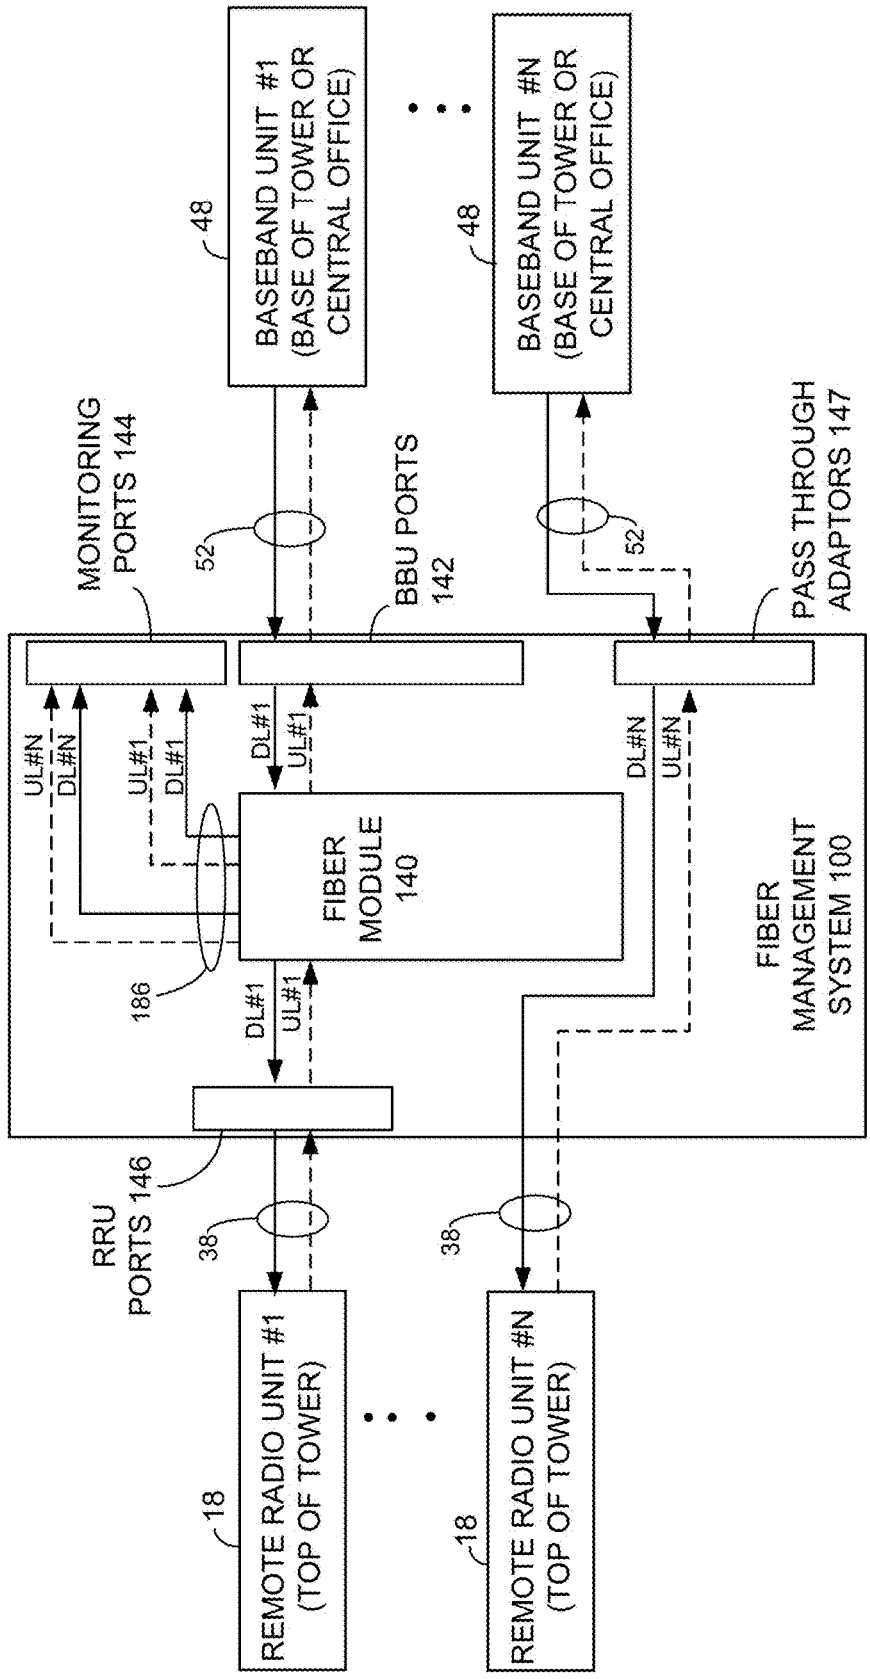 REMOTE RADIO UNIT #1
(TOP OF TOWER)
18
REMOTE RADIO UNIT #N
(TOP OF TOWER)
18
38
38
RRU
PORTS 146
186
DL#1
UL#1
FIBER
MODULE
140
UL#N
DL#N
UL#1
DL#1
DL#1
UL#1
DL#N
UL#N
FIBER
MANAGEMENT
SYSTEM 100
MONITORING
PORTS 144
BBU PORTS
142
PASS THROUGH
ADAPTORS 147
52
52
48
BASEBAND UNIT #1
(BASE OF TOWER OR
CENTRAL OFFICE)
48
BASEBAND UNIT #N
(BASE OF TOWER OR
CENTRAL OFFICE)